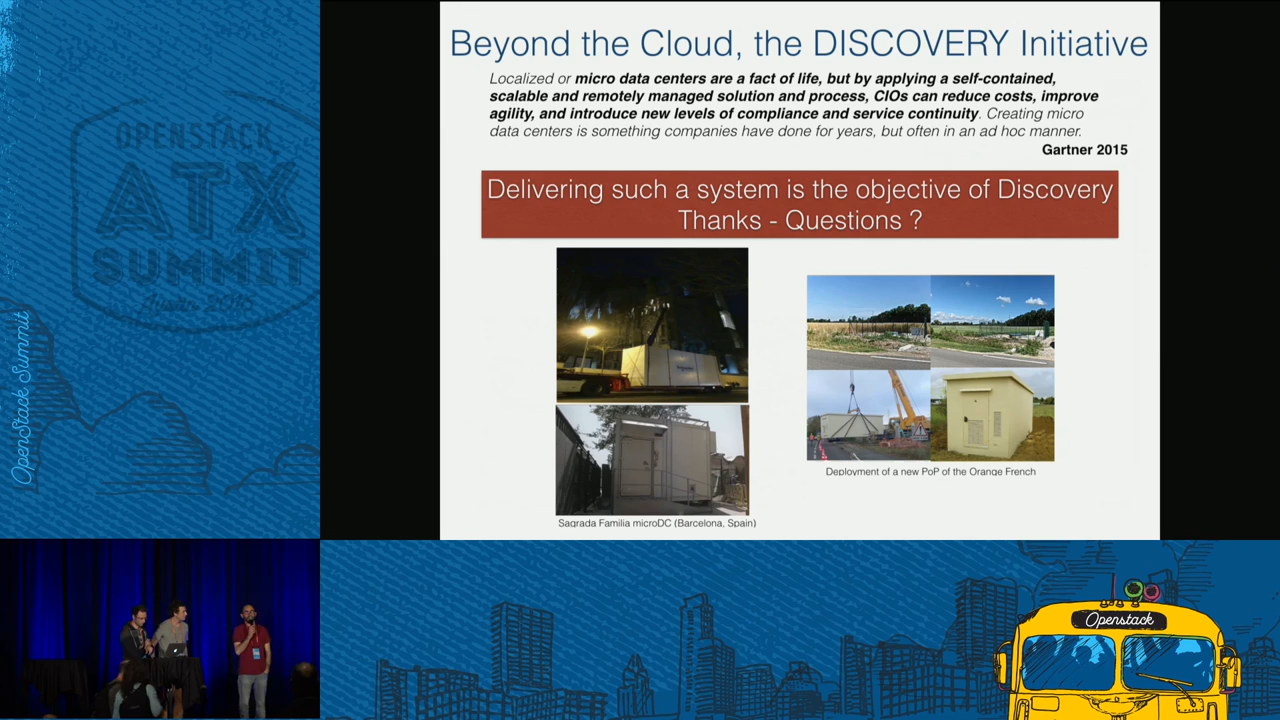 Beyond the Cloud, the DISCOVERY Initiative
Localized or micro data centers are a fact of life, but by applying a self-contained,
scalable and remotely managed solution and process, CIOs can reduce costs, improve
agility, and introduce new levels of compliance and service continuity. Creating micro
data centers is something companies have done for years, but often in an ad hoc manner.
Gartner 2015
Delivering such a system is the objective of Discovery
Thanks - Questions ?
Sagrada Familia microDC (Barcelona, Spain)
Deployment of a new PoP of the Orange French
OPENSTACK
ATX
SUMMIT
Austin 2016
OpenStack Summit
Openstack